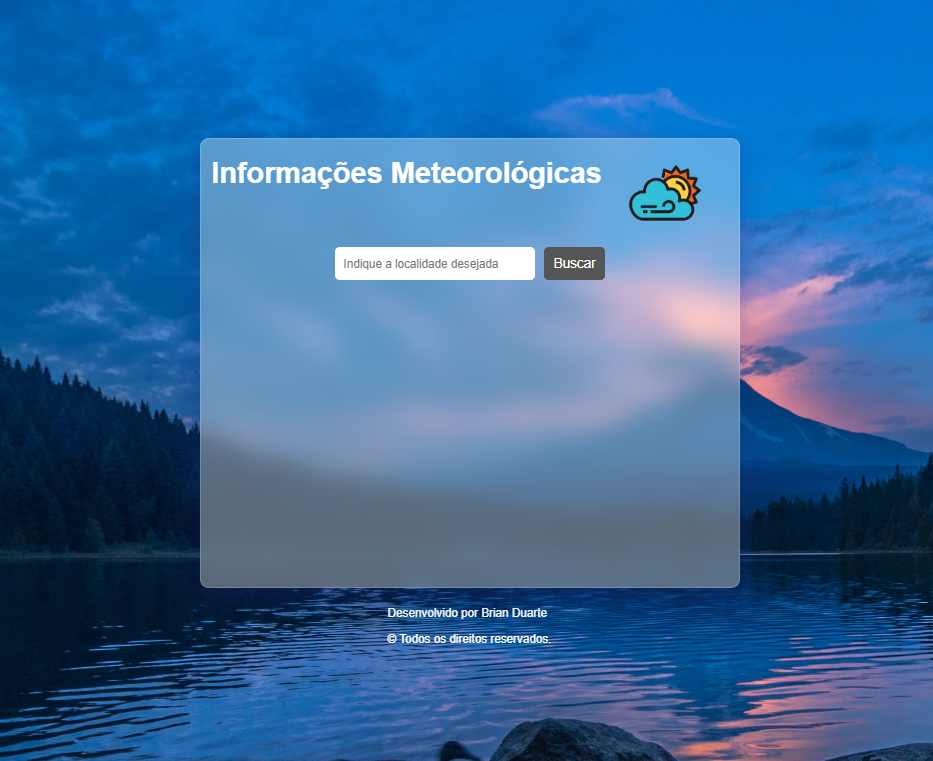 Informações Meteorológicas
Indique a localidade desejada
Buscar
Desenvolvido por Brian Duarte
© Todos os direitos reservados.